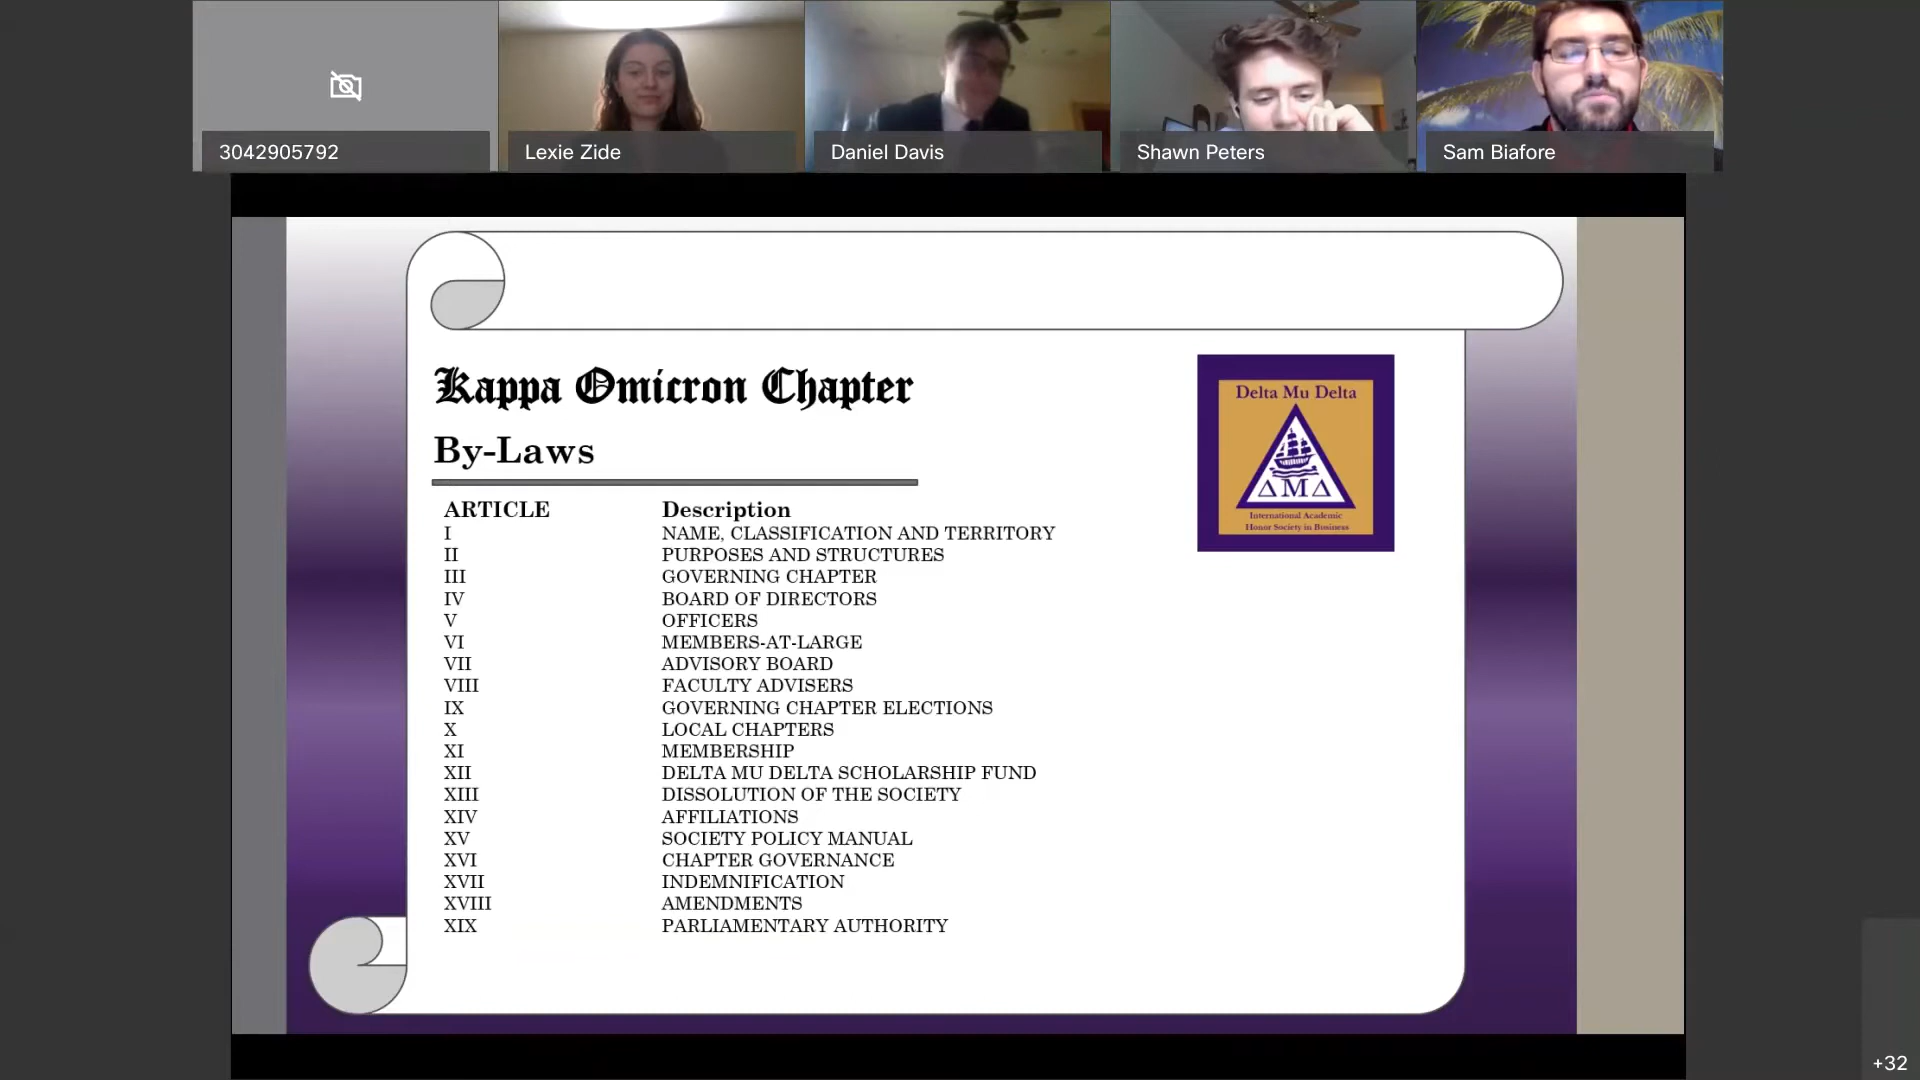 3042905792
Lexie Zide
Daniel Davis
Shawn Peters
Sam Biafore
Kappa Omicron Chapter
By-Laws
Delta Mu Delta
ΔΜΔ
International Academic
Honor Society in Business
ARTICLE Description
I NAME, CLASSIFICATION AND TERRITORY
II PURPOSES AND STRUCTURES
III GOVERNING CHAPTER
IV BOARD OF DIRECTORS
V OFFICERS
VI MEMBERS-AT-LARGE
VII ADVISORY BOARD
VIII FACULTY ADVISERS
IX GOVERNING CHAPTER ELECTIONS
X LOCAL CHAPTERS
XI MEMBERSHIP
XII DELTA MU DELTA SCHOLARSHIP FUND
XIII DISSOLUTION OF THE SOCIETY
XIV AFFILIATIONS
XV SOCIETY POLICY MANUAL
XVI CHAPTER GOVERNANCE
XVII INDEMNIFICATION
XVIII AMENDMENTS
XIX PARLIAMENTARY AUTHORITY
+32